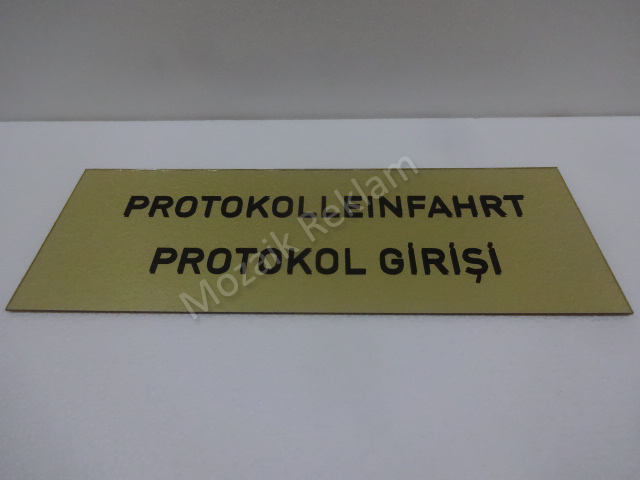 PROTOKOLLEINFAHRT
PROTOKOL GİRİŞİ
Mozaik Reklam